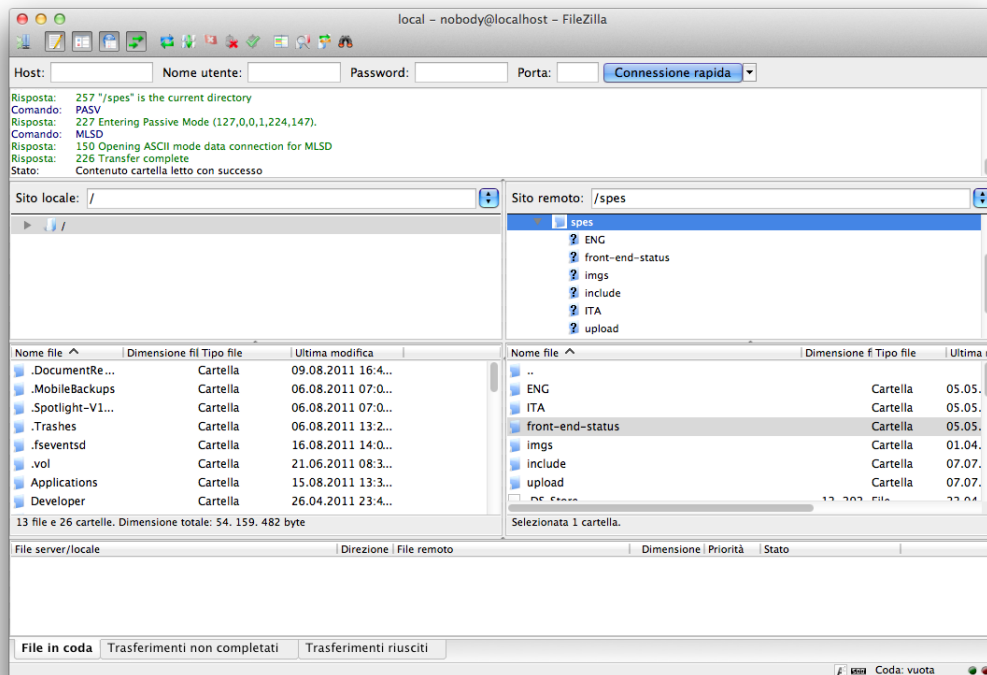 local – nobody@localhost – FileZilla
Host: Nome utente: Password: Porta: Connessione rapida
Risposta: 257 "/spes" is the current directory
Comando: PASV
Risposta: 227 Entering Passive Mode (127,0,0,1,224,147).
Comando: MLSD
Risposta: 150 Opening ASCII mode data connection for MLSD
Risposta: 226 Transfer complete
Stato: Contenuto cartella letto con successo
Sito locale: /
/
Sito remoto: /spes
spes
ENG
front-end-status
imgs
include
ITA
upload
Nome file Dimensione fil Tipo file Ultima modifica
.DocumentRe... Cartella 09.08.2011 16:4...
.MobileBackups Cartella 06.08.2011 07:0...
.Spotlight-V1... Cartella 06.08.2011 07:0...
.Trashes Cartella 06.08.2011 13:2...
.fseventsd Cartella 16.08.2011 14:0...
.vol Cartella 21.06.2011 08:3...
Applications Cartella 15.08.2011 13:3...
Developer Cartella 26.04.2011 23:4...
13 file e 26 cartelle. Dimensione totale: 54. 159. 482 byte
Nome file Dimensione f Tipo file Ultima
..
ENG Cartella 05.05.
ITA Cartella 05.05.
front-end-status Cartella 05.05.
imgs Cartella 01.04.
include Cartella 07.07.
upload Cartella 07.07.
Selezionata 1 cartella.
File server/locale Direzione File remoto Dimensione Priorità Stato
File in coda Trasferimenti non completati Trasferimenti riusciti
Coda: vuota